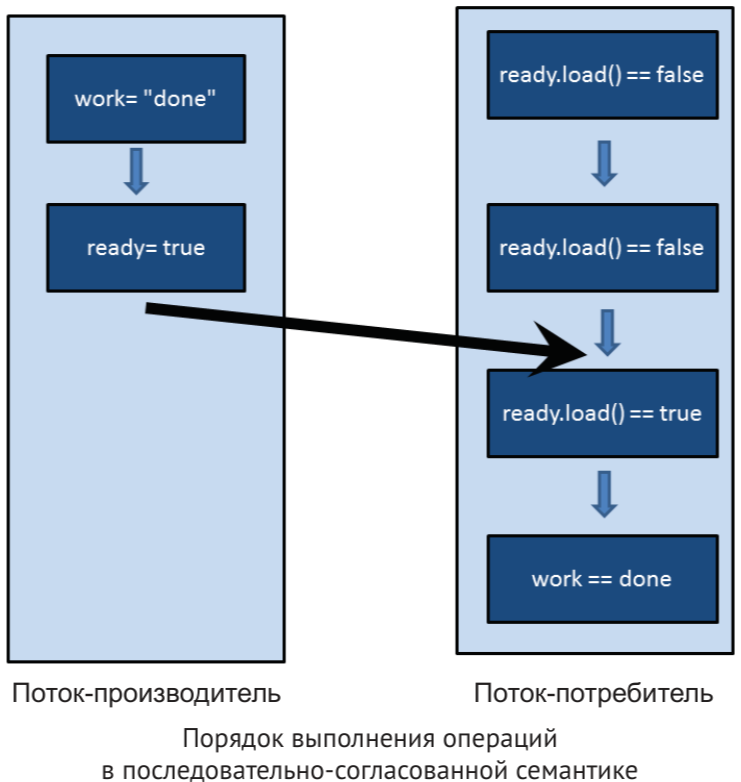 work= "done"
ready= true
ready.load() == false
ready.load() == false
ready.load() == true
work == done
Поток-производитель
Поток-потребитель
Порядок выполнения операций
в последовательно-согласованной семантике